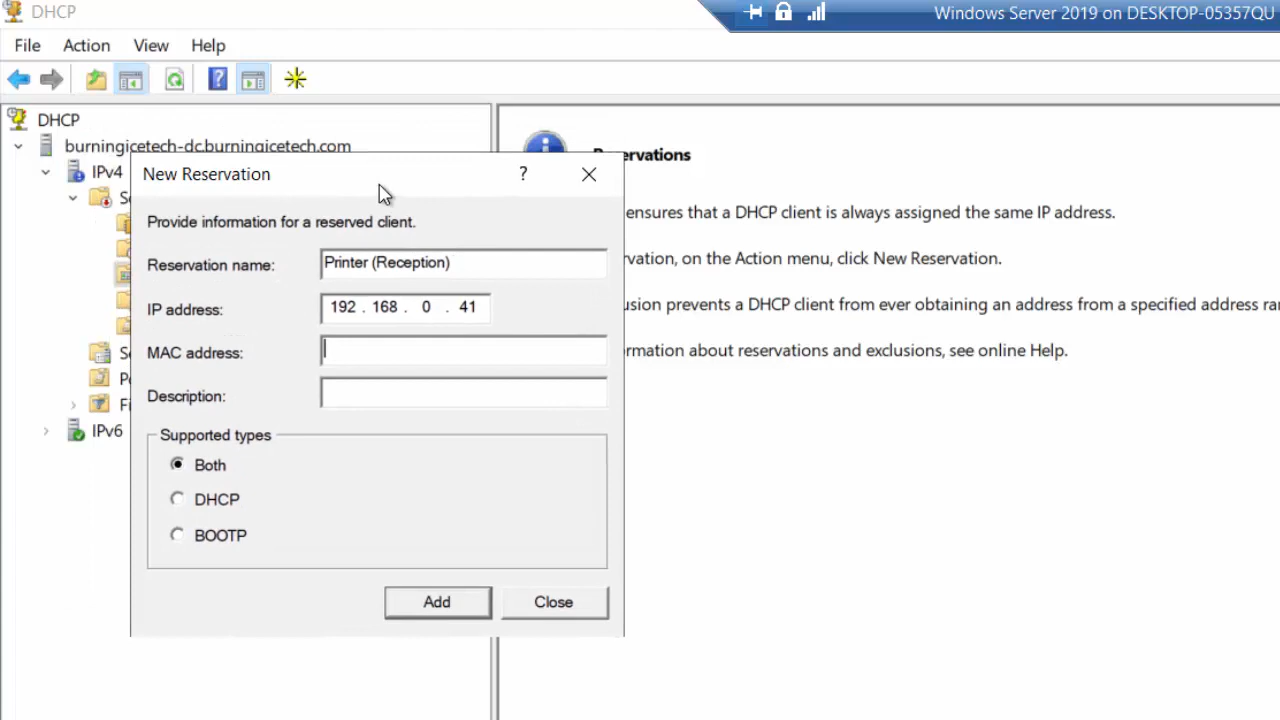 DHCP
Windows Server 2019 on DESKTOP-05357QU
File Action View Help
DHCP
burningicetech-dc.burningicetech.com
IPv4
IPv6
New Reservation ?
Provide information for a reserved client.
Reservation name: Printer (Reception)
IP address: 192 . 168 . 0 . 41
MAC address:
Description:
Supported types
Both
DHCP
BOOTP
Add Close
ervations
ensures that a DHCP client is always assigned the same IP address.
rvation, on the Action menu, click New Reservation.
usion prevents a DHCP client from ever obtaining an address from a specified address ra
rmation about reservations and exclusions, see online Help.